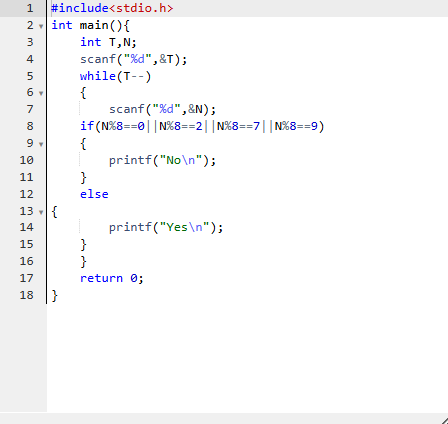 1 #include<stdio.h>
2 int main(){
3 int T,N;
4 scanf("%d",&T);
5 while(T--)
6 {
7 scanf("%d",&N);
8 if(N%8==0||N%8==2||N%8==7||N%8==9)
9 {
10 printf("No\n");
11 }
12 else
13 {
14 printf("Yes\n");
15 }
16 }
17 return 0;
18 }